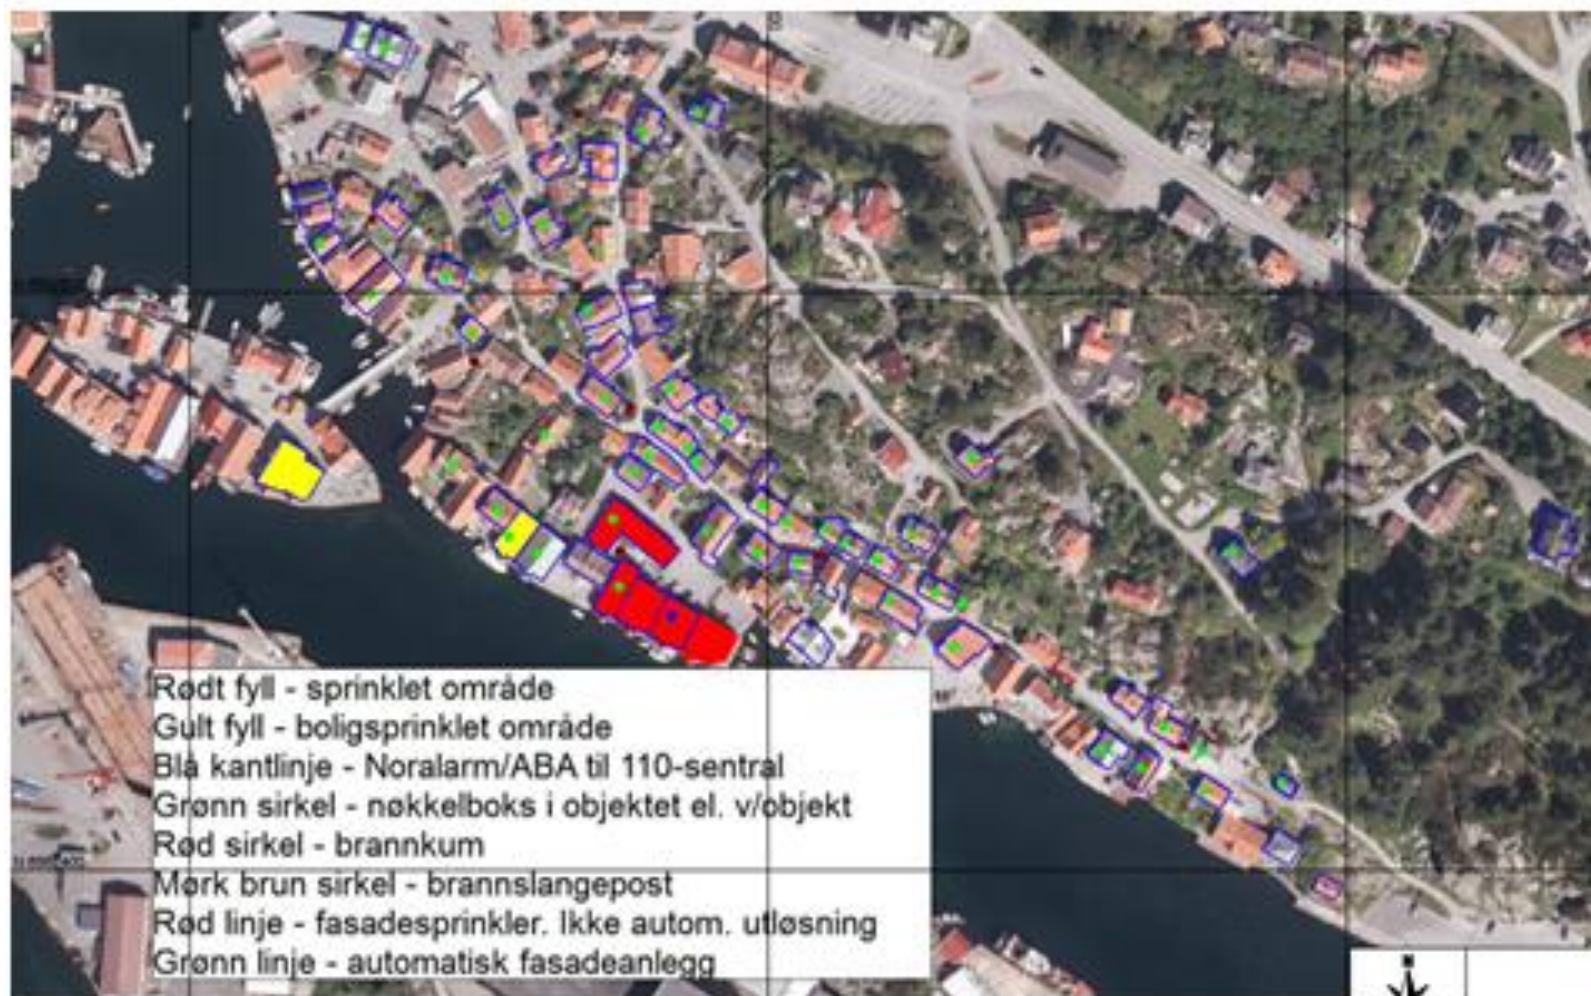 Rødt fyll - sprinklet område
Gult fyll - boligsprinklet område
Blå kantlinje - Noralarm/ABA til 110-sentral
Grønn sirkel - nøkkelboks i objektet el. v/objekt
Rød sirkel - brannkum
Mørk brun sirkel - brannslangepost
Rød linje - fasadesprinkler. Ikke autom. utløsning
Grønn linje - automatisk fasadeanlegg